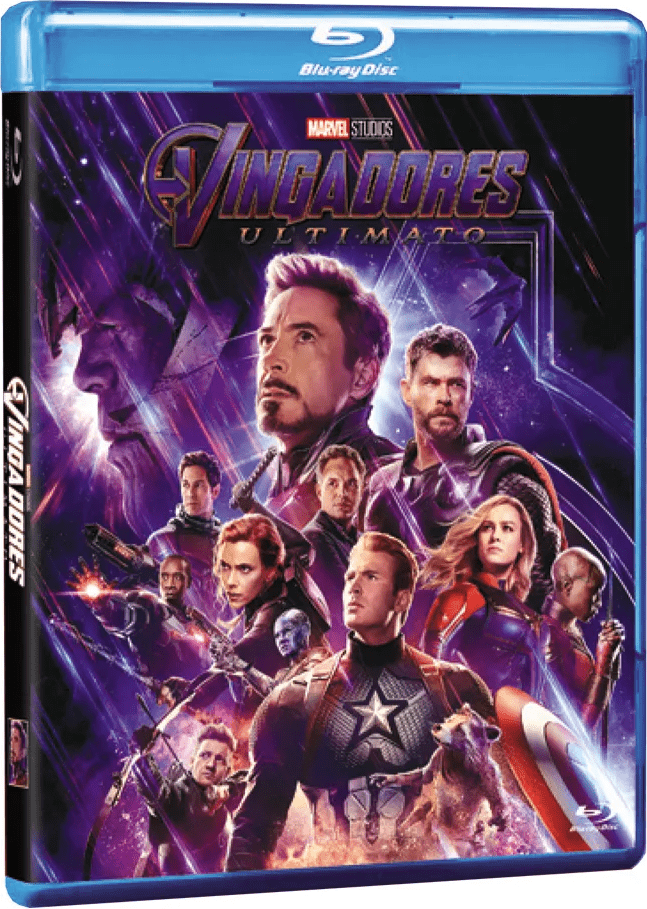 Blu-ray Disc
MARVEL STUDIOS
VINGADORES
ULTIMATO
VINGADORES
Blu-ray Disc